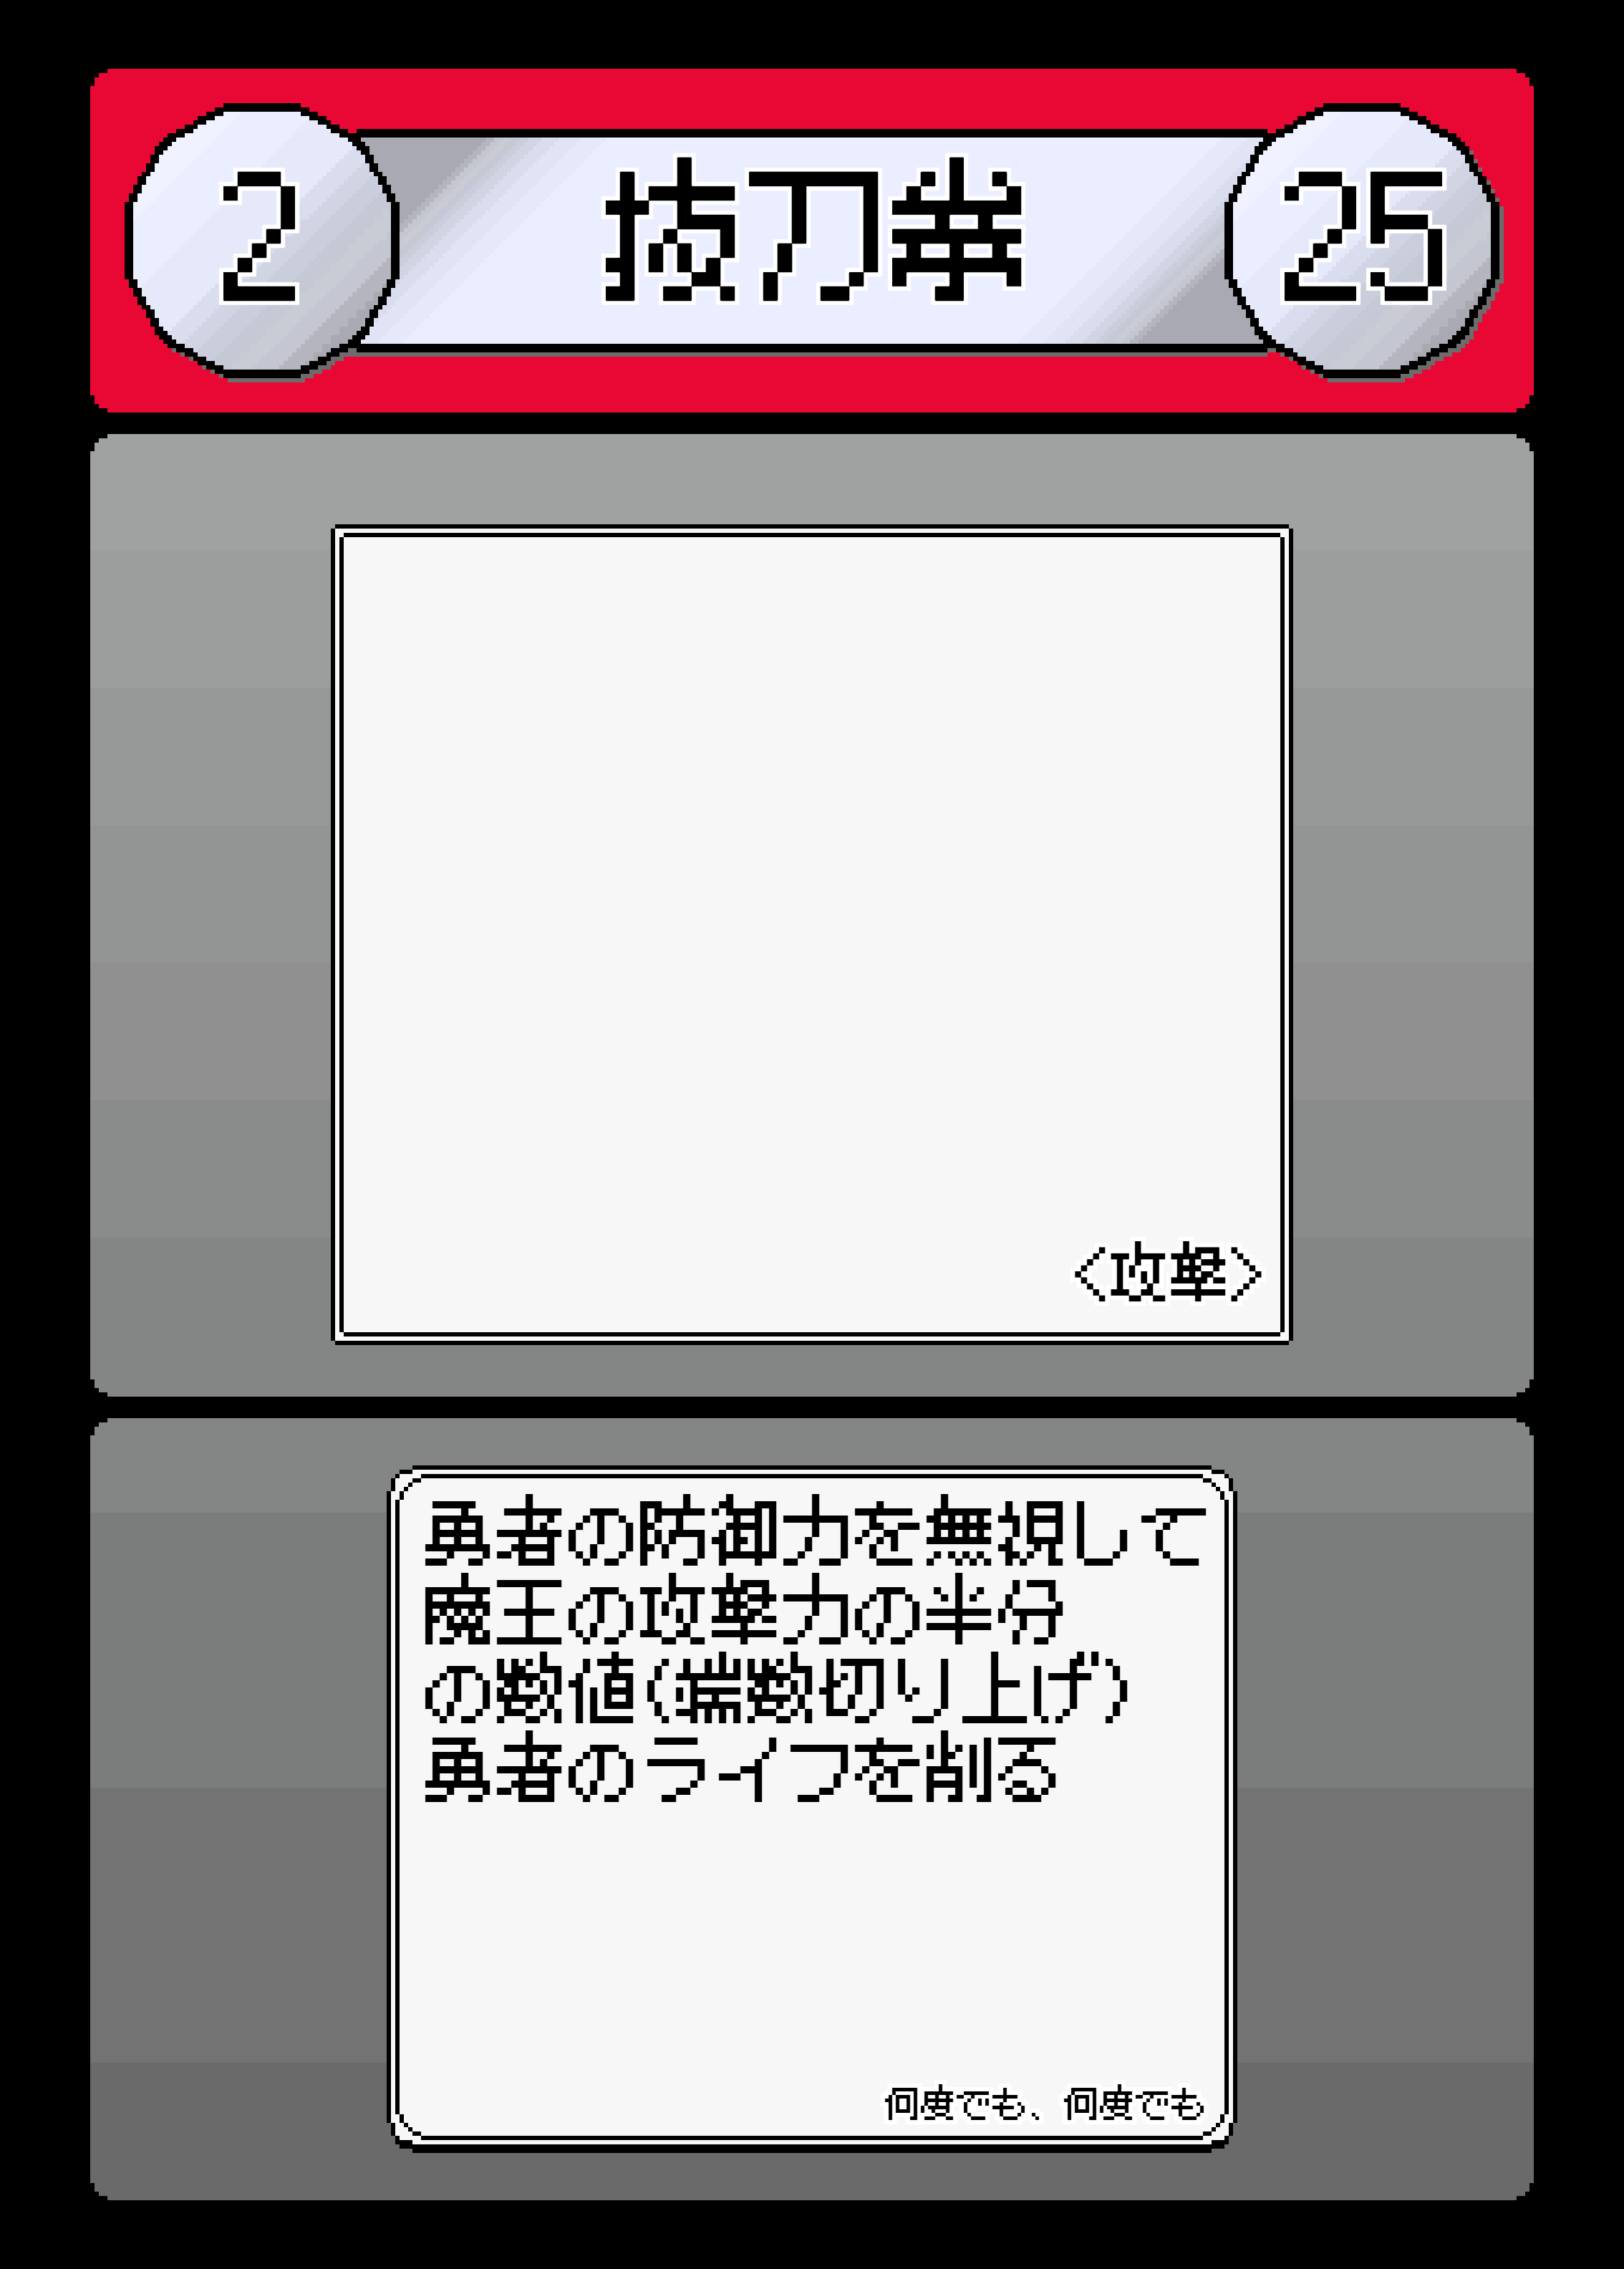 2
抜刀拳
25
〈攻撃〉
勇者の防御力を無視して
魔王の攻撃力の半分
の数値(端数切り上げ)
勇者のライフを削る
何度でも、何度でも